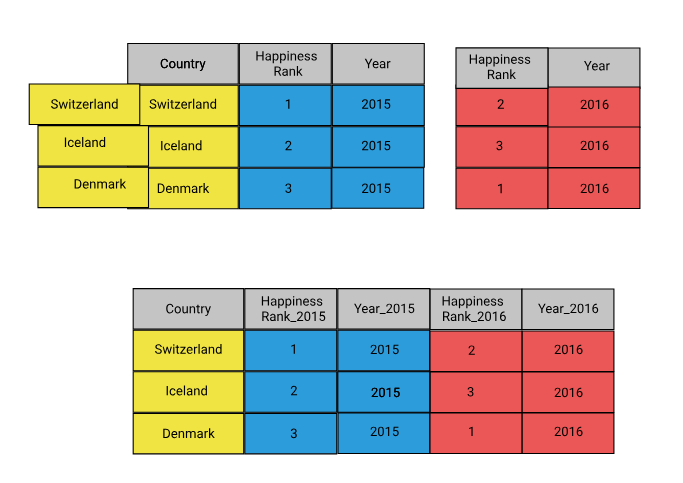 Country Happiness Rank Year Happiness Rank Year
Switzerland Switzerland 1 2015 2 2016
Iceland Iceland 2 2015 3 2016
Denmark Denmark 3 2015 1 2016
Country Happiness Rank_2015 Year_2015 Happiness Rank_2016 Year_2016
Switzerland 1 2015 2 2016
Iceland 2 2015 3 2016
Denmark 3 2015 1 2016